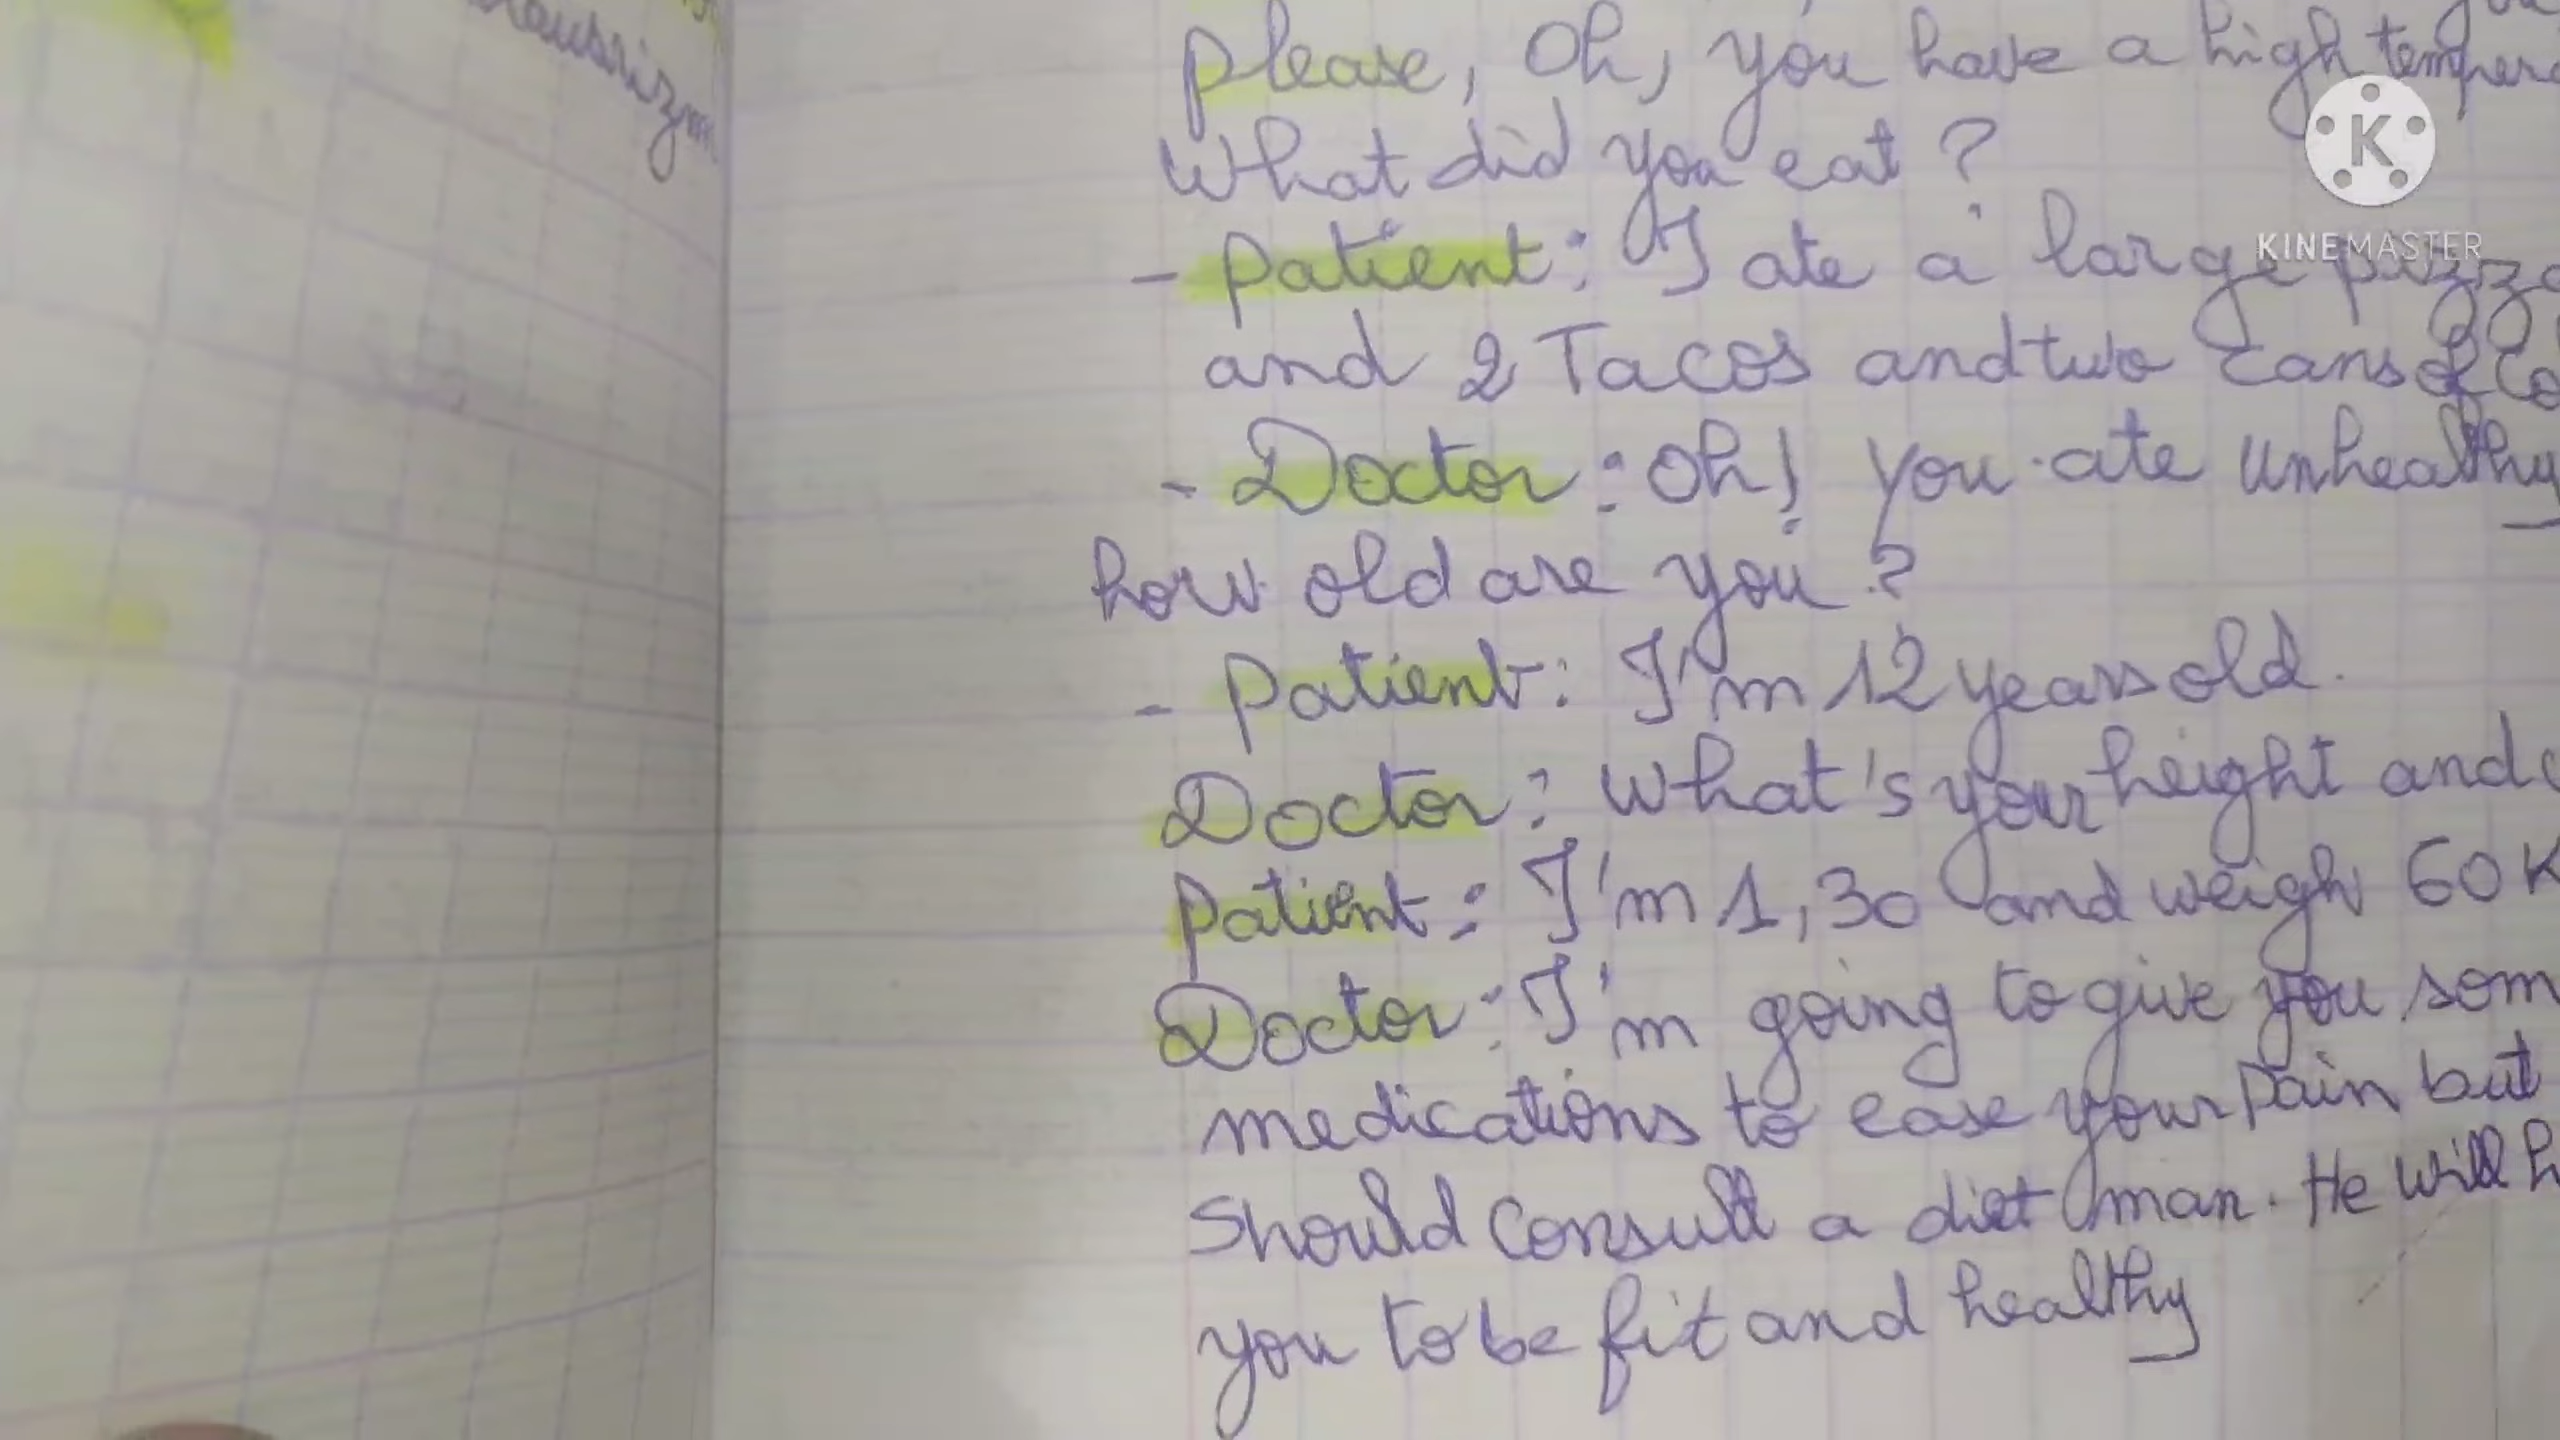 please, Oh, you have a high temper
What did you eat ?
- patient : I ate a large pizza
and 2 Tacos and two cans of Co
- Doctor : Oh! you ate unhealthy
how old are you ?
- patient : I'm 12 years old.
Doctor : What's your height and
patient : I'm 1,30 and weigh 60 K
Doctor : I'm going to give you som
medications to ease your pain but
should consult a diet man. He will h
you to be fit and healthy
K
KINEMASTER